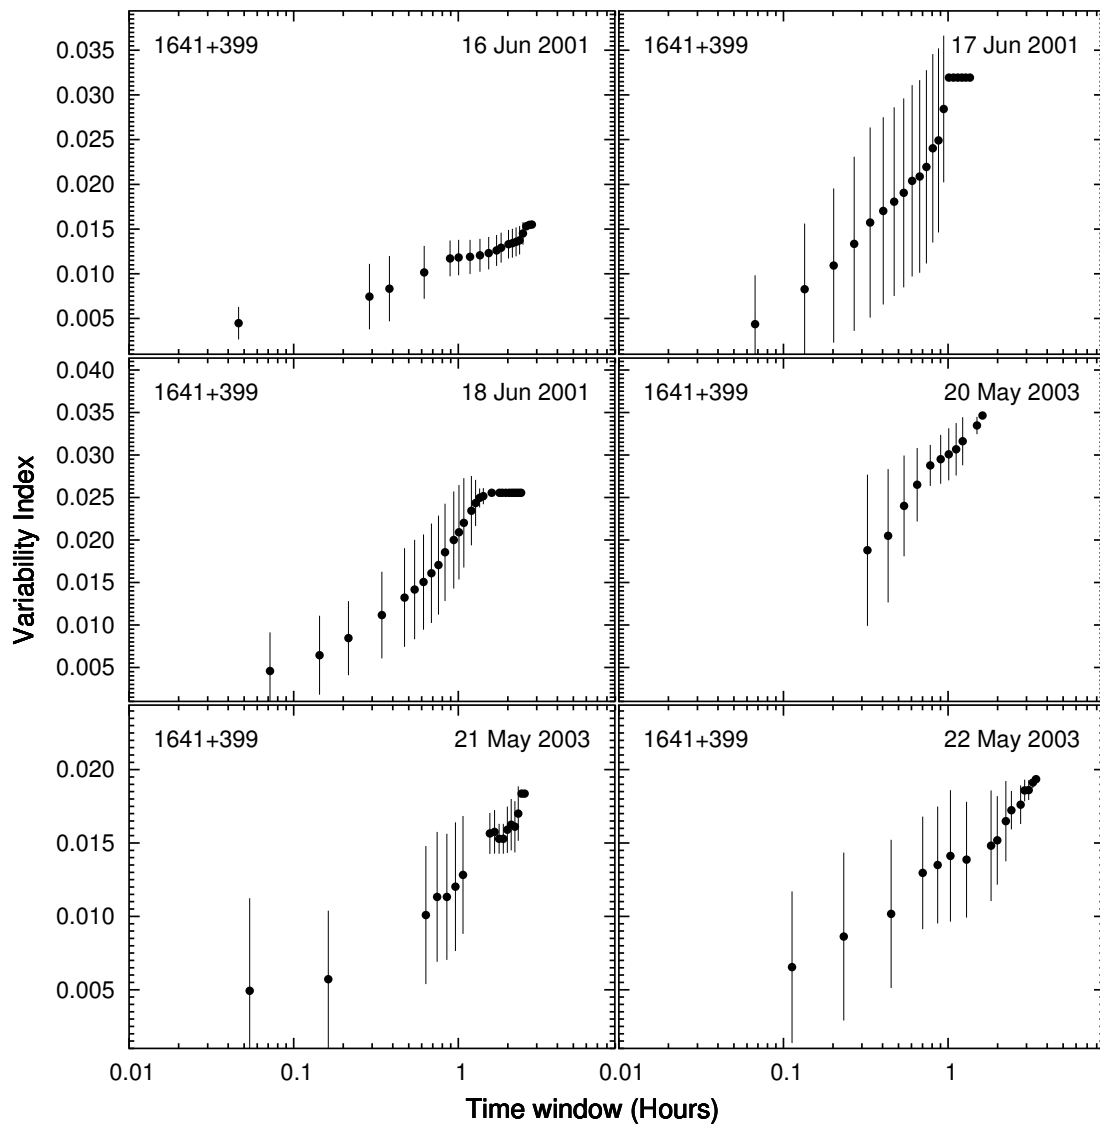 1641+399 16 Jun 2001
1641+399 17 Jun 2001
0.035
0.030
0.025
0.020
0.015
0.010
0.005
1641+399 18 Jun 2001
1641+399 20 May 2003
0.040
0.035
0.030
0.025
0.020
0.015
0.010
0.005
Variability Index
1641+399 21 May 2003
1641+399 22 May 2003
0.020
0.015
0.010
0.005
0.01 0.1 1 0.01 0.1 1
Time window (Hours)